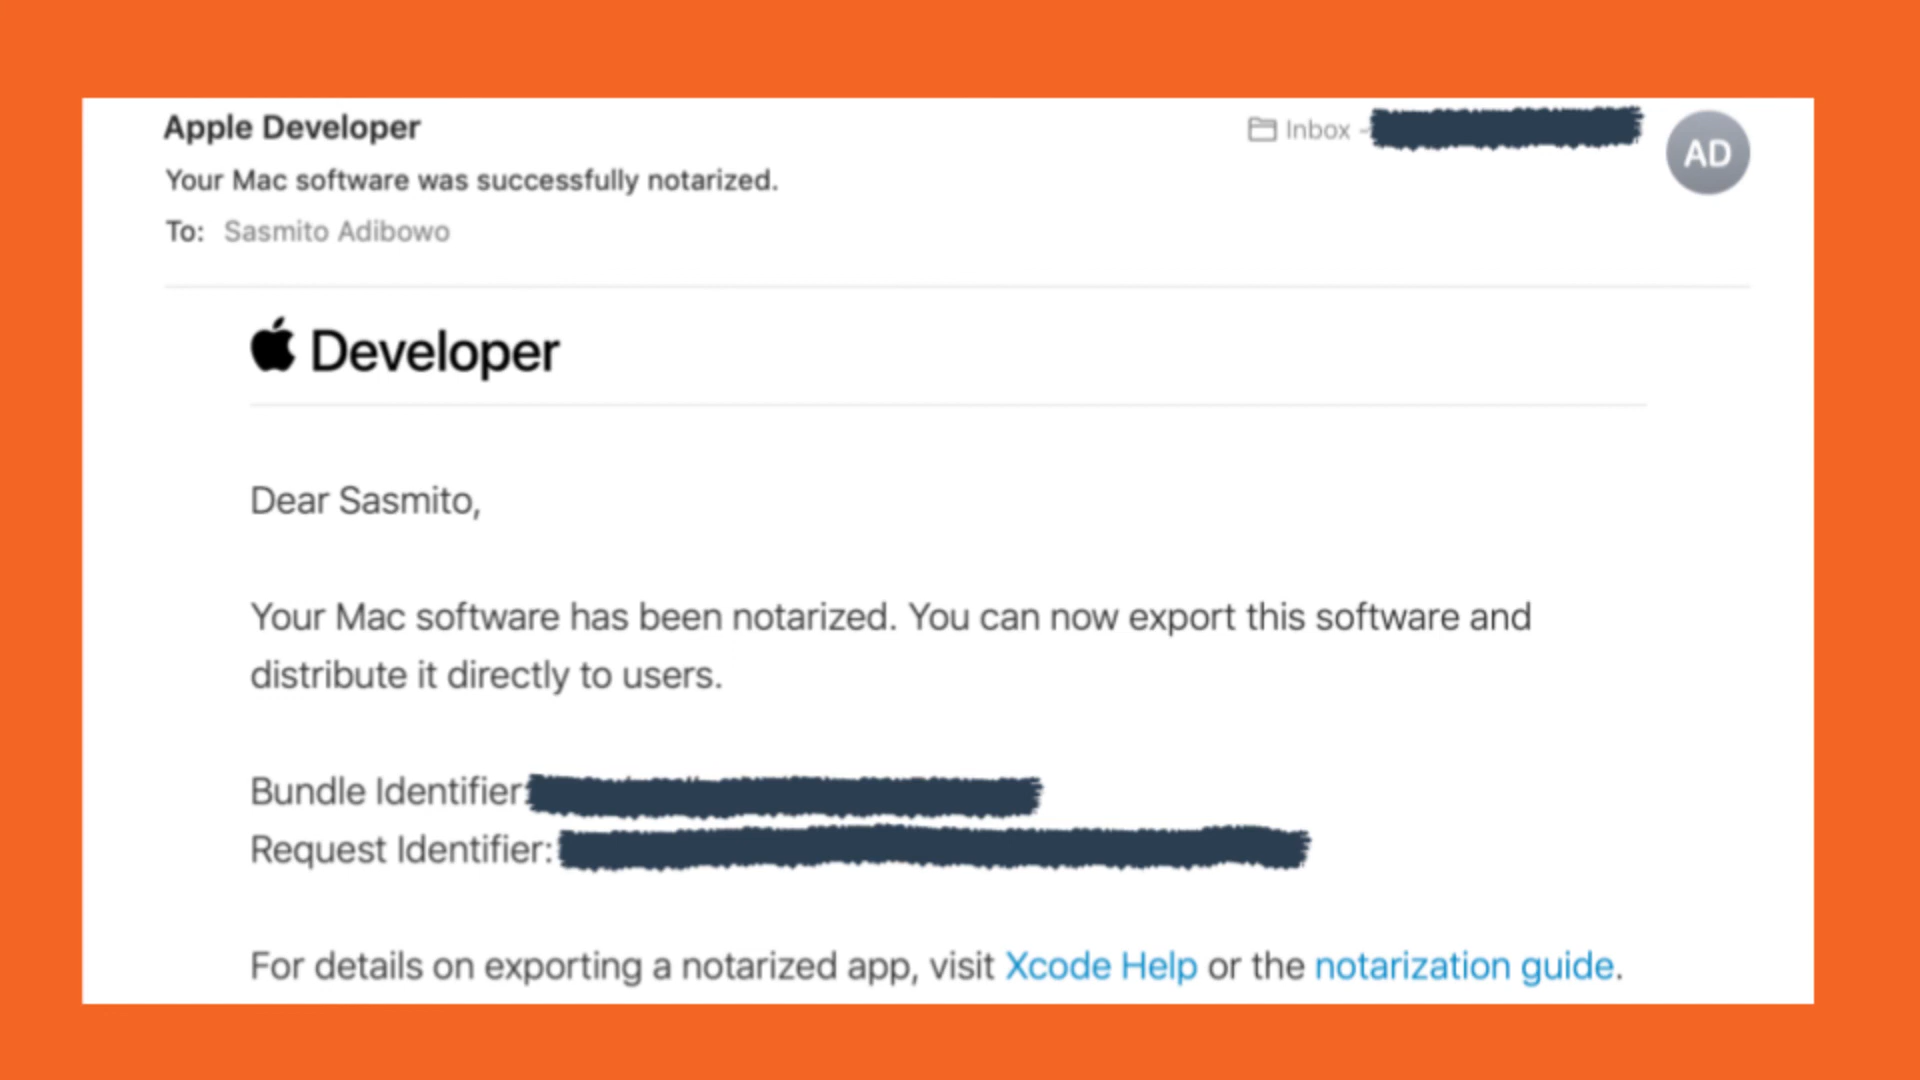 Apple Developer
Inbox -
AD
Your Mac software was successfully notarized.
To: Sasmito Adibowo
Developer
Dear Sasmito,
Your Mac software has been notarized. You can now export this software and
distribute it directly to users.
Bundle Identifier:
Request Identifier:
For details on exporting a notarized app, visit Xcode Help or the notarization guide.